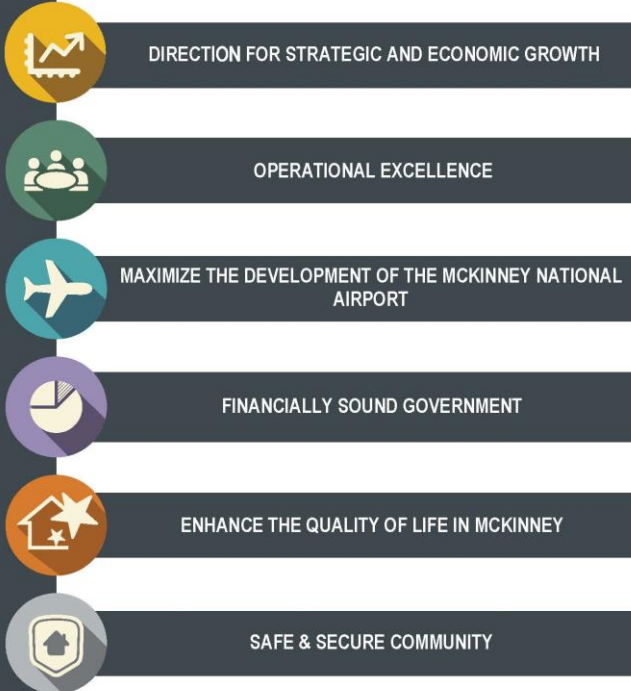 DIRECTION FOR STRATEGIC AND ECONOMIC GROWTH
OPERATIONAL EXCELLENCE
MAXIMIZE THE DEVELOPMENT OF THE MCKINNEY NATIONAL
AIRPORT
FINANCIALLY SOUND GOVERNMENT
ENHANCE THE QUALITY OF LIFE IN MCKINNEY
SAFE & SECURE COMMUNITY